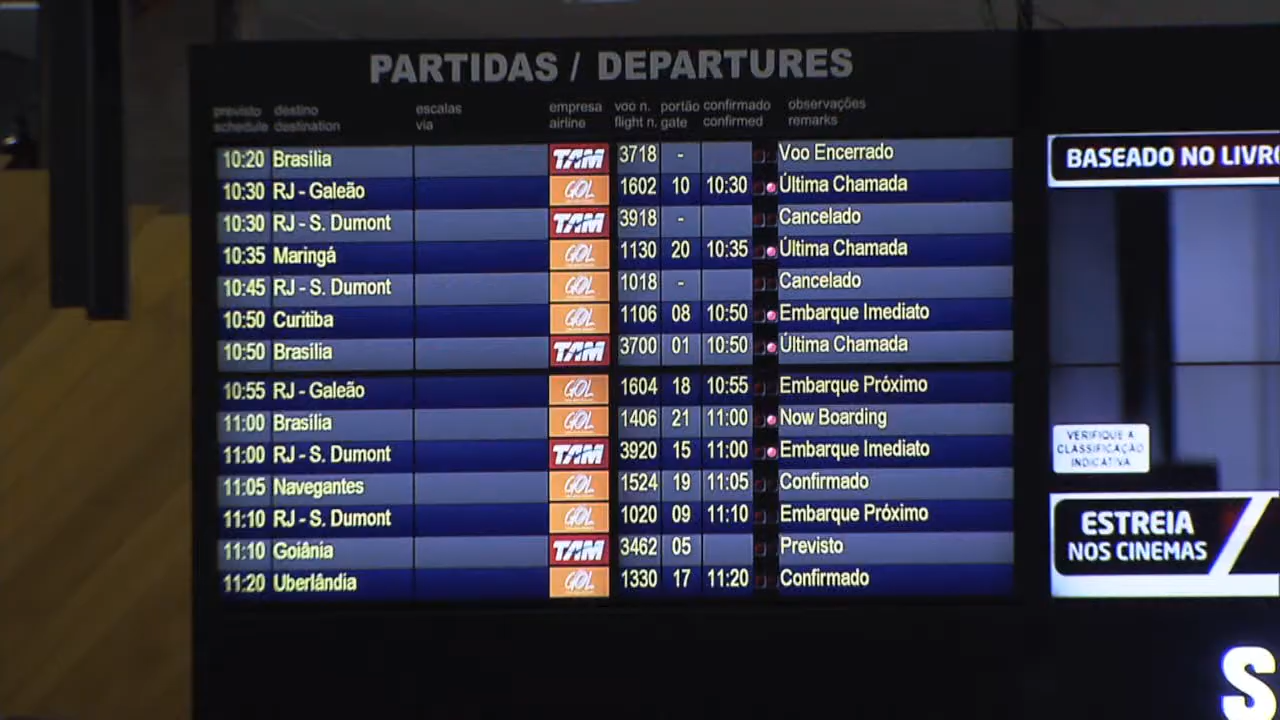 PARTIDAS / DEPARTURES
previsto destino escalas empresa voo n. portão confirmado observações
schedule destination via airline flight n. gate confirmed remarks
10:20 Brasília TAM 3718 - Voo Encerrado
10:30 RJ - Galeão GOL 1602 10 10:30 Última Chamada
10:30 RJ - S. Dumont TAM 3918 - Cancelado
10:35 Maringá GOL 1130 20 10:35 Última Chamada
10:45 RJ - S. Dumont GOL 1018 - Cancelado
10:50 Curitiba GOL 1106 08 10:50 Embarque Imediato
10:50 Brasília TAM 3700 01 10:50 Última Chamada
10:55 RJ - Galeão GOL 1604 18 10:55 Embarque Próximo
11:00 Brasília GOL 1406 21 11:00 Now Boarding
11:00 RJ - S. Dumont TAM 3920 15 11:00 Embarque Imediato
11:05 Navegantes GOL 1524 19 11:05 Confirmado
11:10 RJ - S. Dumont GOL 1020 09 11:10 Embarque Próximo
11:10 Goiânia TAM 3462 05 Previsto
11:20 Uberlândia GOL 1330 17 11:20 Confirmado
BASEADO NO LIVRO
VERIFIQUE A
CLASSIFICAÇÃO
INDICATIVA
ESTREIA
NOS CINEMAS
S